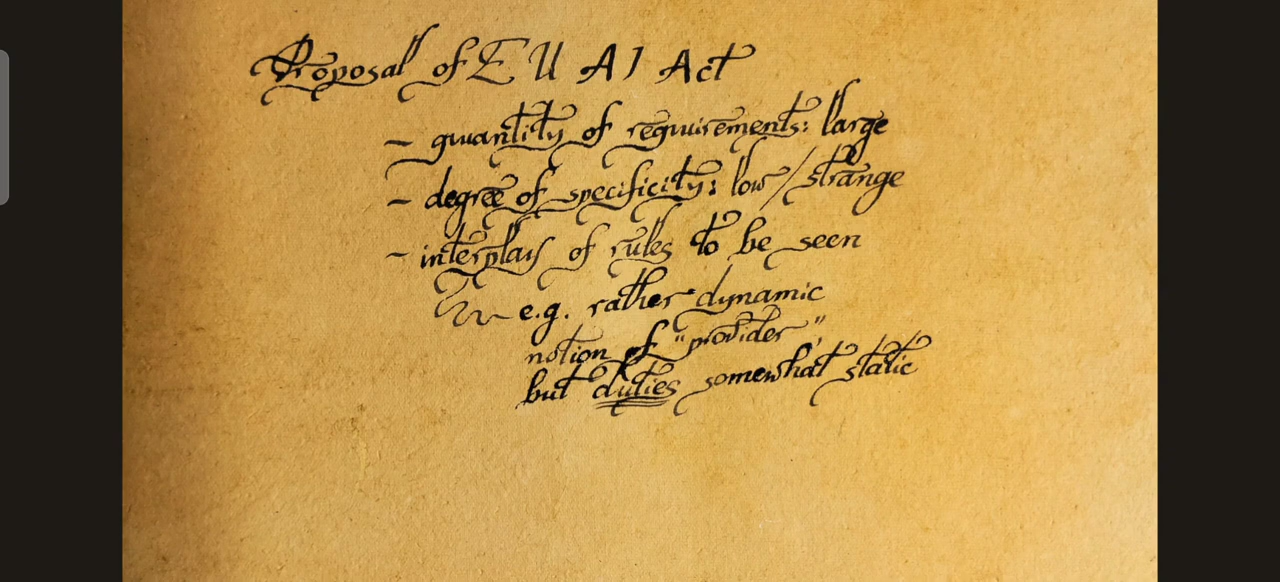 Proposal of EU AI Act
- quantity of requirements: large
- degree of specificity: low/strange
- interplay of rules to be seen
e.g. rather dynamic
notion of "provider",
but duties somewhat static